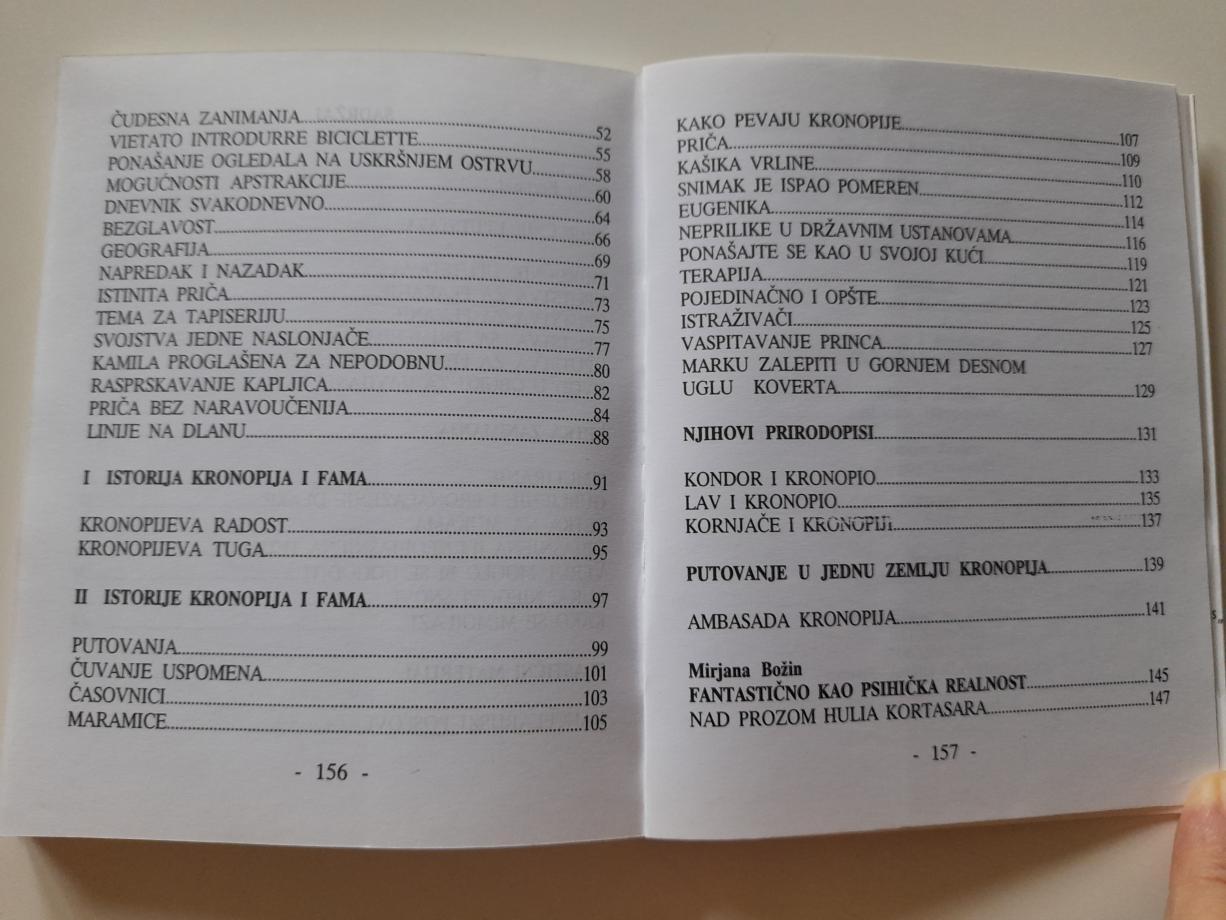 ČUDESNA ZANIMANJA................52
VIETATO INTRODURRE BICICLETTE................55
PONAŠANJE OGLEDALA NA USKRŠNJEM OSTRVU................58
MOGUĆNOSTI APSTRAKCIJE................60
DNEVNIK SVAKODNEVNO................64
BEZGLAVOST................66
GEOGRAFIJA................69
NAPREDAK I NAZADAK................71
ISTINITA PRIČA................73
TEMA ZA TAPISERIJU................75
SVOJSTVA JEDNE NASLONJAČE................77
KAMILA PROGLAŠENA ZA NEPODOBNU................80
RASPRSKAVANJE KAPLJICA................82
PRIČA BEZ NARAVOUČENIJA................84
LINIJE NA DLANU................88
I ISTORIJA KRONOPIJA I FAMA................91
KRONOPIJEVA RADOST................93
KRONOPIJEVA TUGA................95
II ISTORIJE KRONOPIJA I FAMA................97
PUTOVANJA................99
ČUVANJE USPOMENA................101
ČASOVNICI................103
MARAMICE................105
- 156 -
KAKO PEVAJU KRONOPIJE................107
PRIČA................109
KAŠIKA VRLINE................110
SNIMAK JE ISPAO POMEREN................112
EUGENIKA................114
NEPRILIKE U DRŽAVNIM USTANOVAMA................116
PONAŠAJTE SE KAO U SVOJOJ KUĆI................119
TERAPIJA................121
POJEDINAČNO I OPŠTE................123
ISTRAŽIVAČI................125
VASPITAVANJE PRINCA................127
MARKU ZALEPITI U GORNJEM DESNOM
UGLU KOVERTA................129
NJIHOVI PRIRODOPISI................131
KONDOR I KRONOPIO................133
LAV I KRONOPIO................135
KORNJAČE I KRONOPIJI................137
PUTOVANJE U JEDNU ZEMLJU KRONOPIJA................139
AMBASADA KRONOPIJA................141
Mirjana Božin
FANTASTIČNO KAO PSIHIČKA REALNOST................145
NAD PROZOM HULIA KORTASARA................147
- 157 -